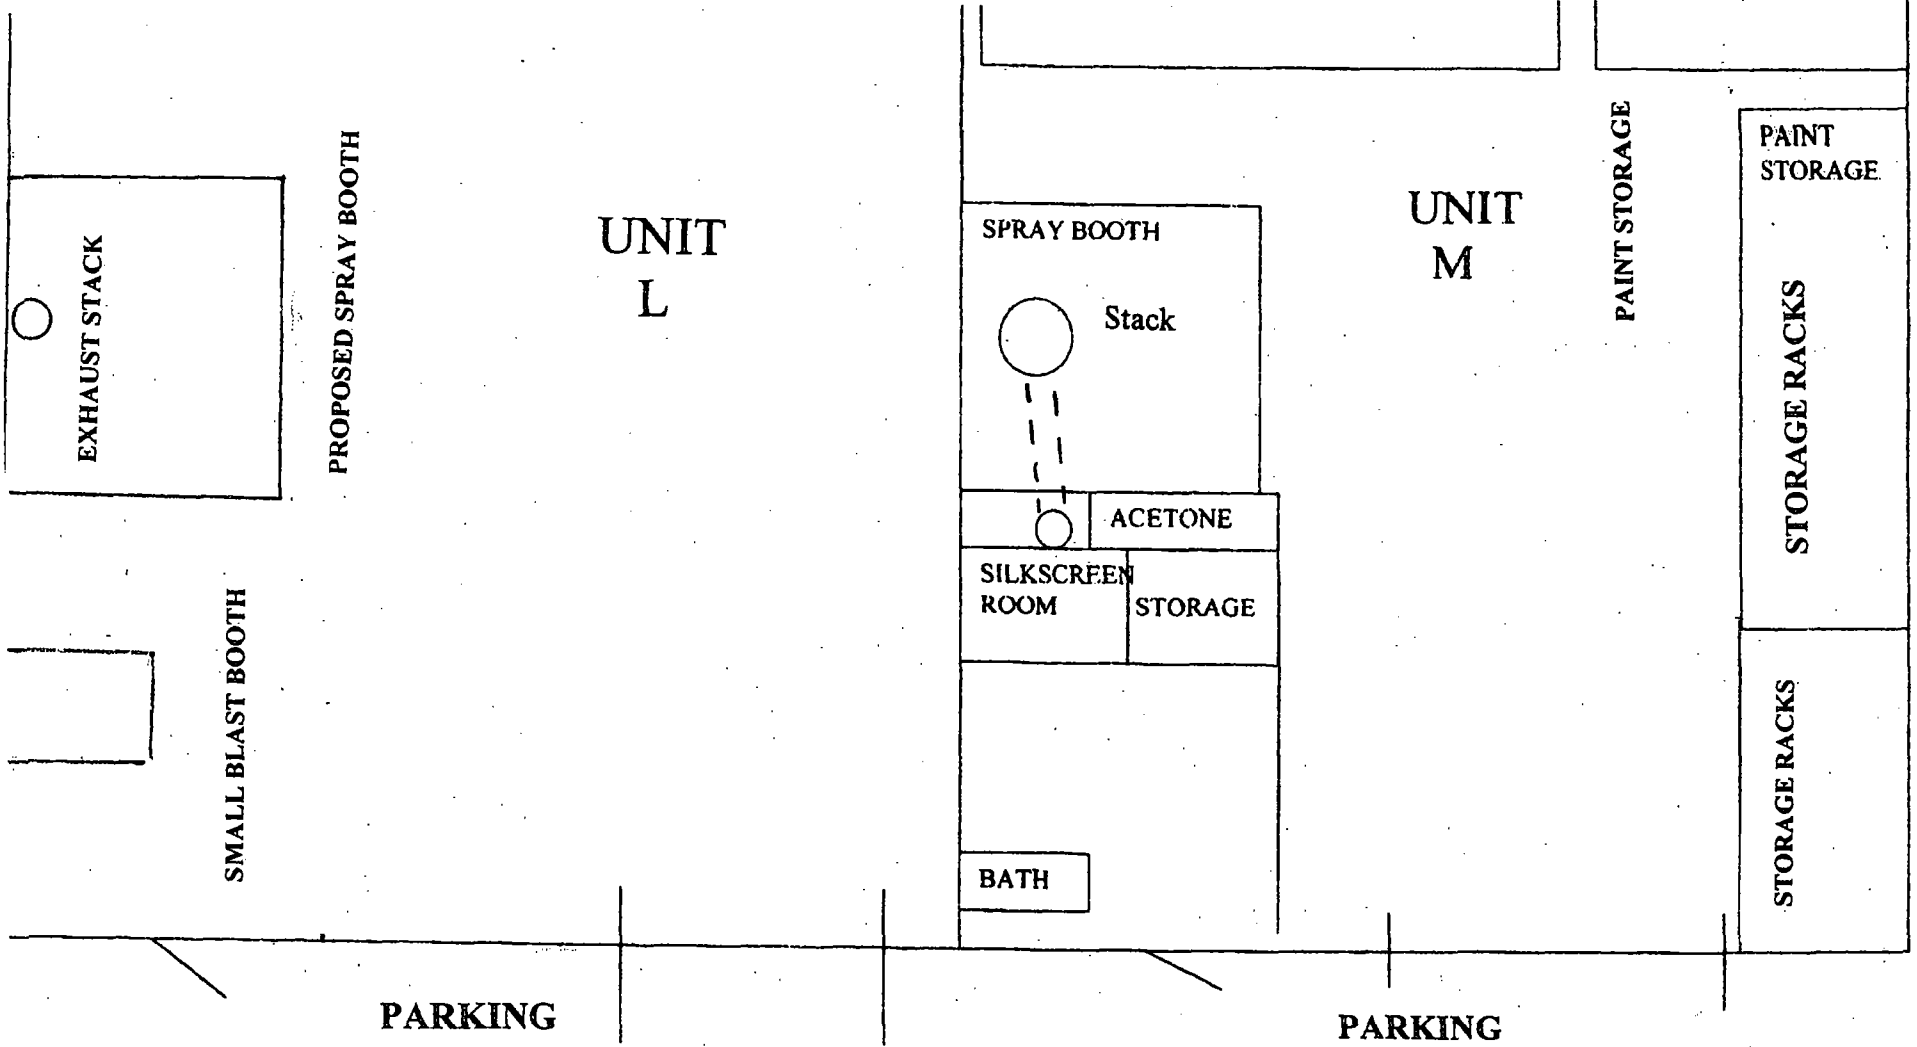 EXHAUST STACK
PROPOSED SPRAY BOOTH
UNIT
L
SMALL BLAST BOOTH
PARKING
SPRAY BOOTH
Stack
ACETONE
SILKSCREEN
ROOM
STORAGE
BATH
UNIT
M
PAINT STORAGE
PAINT
STORAGE
STORAGE RACKS
STORAGE RACKS
PARKING